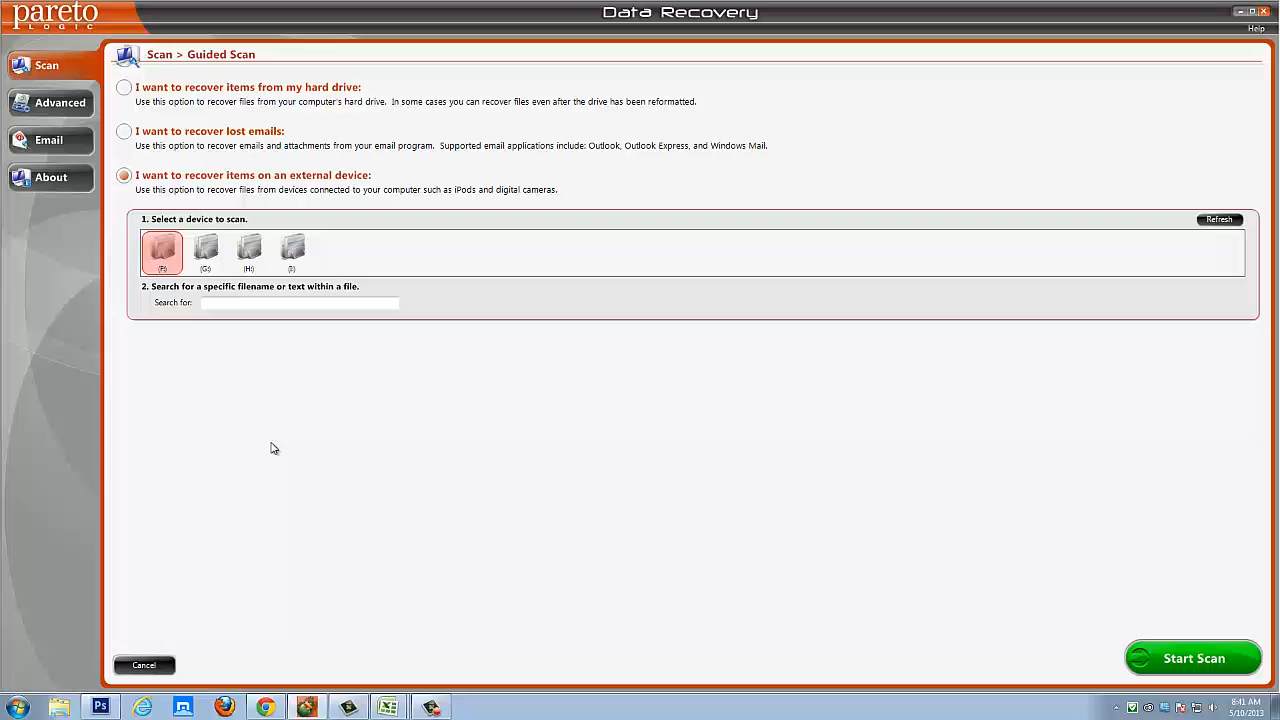 pareto
LOGIC
Data Recovery
Help
Scan
Advanced
Email
About
Scan > Guided Scan
I want to recover items from my hard drive:
Use this option to recover files from your computer's hard drive. In some cases you can recover files even after the drive has been reformatted.
I want to recover lost emails:
Use this option to recover emails and attachments from your email program. Supported email applications include: Outlook, Outlook Express, and Windows Mail.
I want to recover items on an external device:
Use this option to recover files from devices connected to your computer such as iPods and digital cameras.
1. Select a device to scan.
Refresh
(F:) (G:) (H:) (I:)
2. Search for a specific filename or text within a file.
Search for:
Cancel
Start Scan
Ps
8:41 AM
5/10/2013